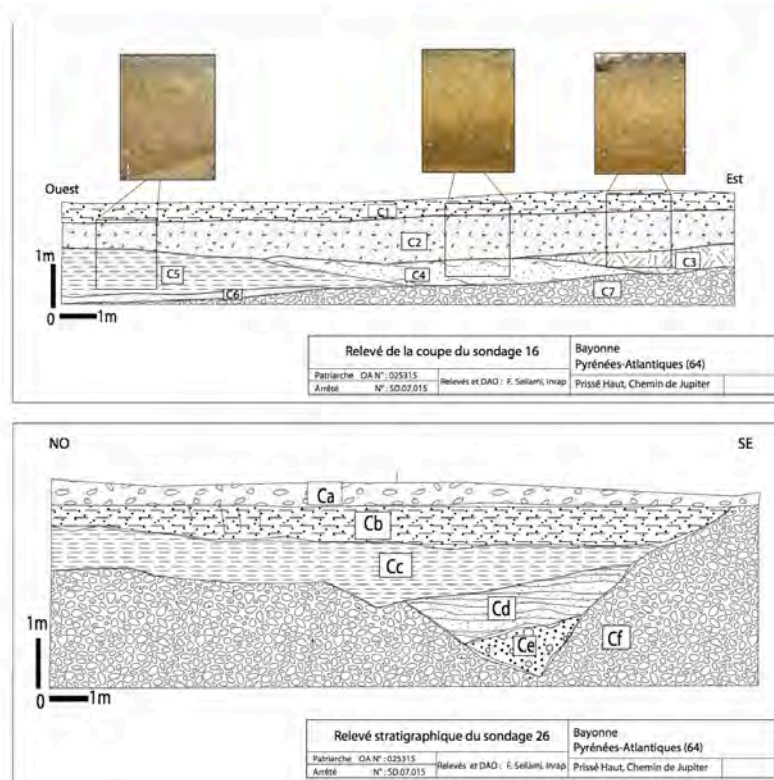 Ouest
Est
C1
C2
C3
C5
C4
C6
C7
1m
0
1m
Relevé de la coupe du sondage 16
Bayonne
Pyrénées-Atlantiques (64)
Patriarche OA N° : 025315
Arrêté N° : SD.07.015
Relevés et DAO : F. Sellami, Inrap
Prissé Haut, Chemin de Jupiter
NO
SE
Ca
Cb
Cc
Cd
Ce
Cf
1m
0
1m
Relevé stratigraphique du sondage 26
Bayonne
Pyrénées-Atlantiques (64)
Patriarche OA N° : 025315
Arrêté N° : SD.07.015
Relevés et DAO : F. Sellami, Inrap
Prissé Haut, Chemin de Jupiter